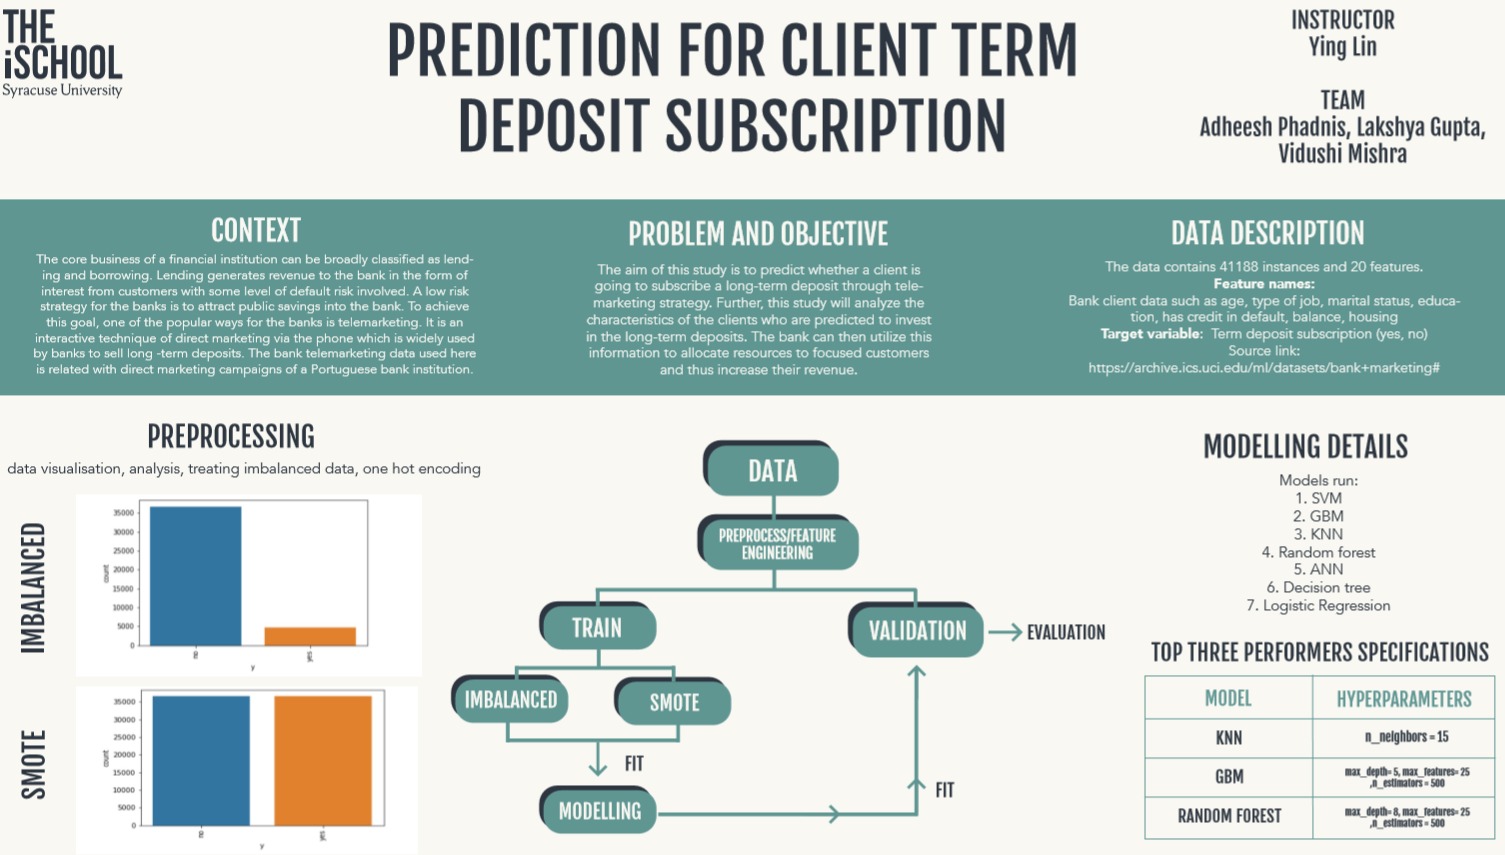 THE
iSCHOOL
Syracuse University
PREDICTION FOR CLIENT TERM
DEPOSIT SUBSCRIPTION
INSTRUCTOR
Ying Lin
TEAM
Adheesh Phadnis, Lakshya Gupta,
Vidushi Mishra
CONTEXT
The core business of a financial institution can be broadly classified as lend-
ing and borrowing. Lending generates revenue to the bank in the form of
interest from customers with some level of default risk involved. A low risk
strategy for the banks is to attract public savings into the bank. To achieve
this goal, one of the popular ways for the banks is telemarketing. It is an
interactive technique of direct marketing via the phone which is widely used
by banks to sell long -term deposits. The bank telemarketing data used here
is related with direct marketing campaigns of a Portuguese bank institution.
PROBLEM AND OBJECTIVE
The aim of this study is to predict whether a client is
going to subscribe a long-term deposit through tele-
marketing strategy. Further, this study will analyze the
characteristics of the clients who are predicted to invest
in the long-term deposits. The bank can then utilize this
information to allocate resources to focused customers
and thus increase their revenue.
DATA DESCRIPTION
The data contains 41188 instances and 20 features.
Feature names:
Bank client data such as age, type of job, marital status, educa-
tion, has credit in default, balance, housing
Target variable: Term deposit subscription (yes, no)
Source link:
https://archive.ics.uci.edu/ml/datasets/bank+marketing#
PREPROCESSING
data visualisation, analysis, treating imbalanced data, one hot encoding
IMBALANCED
35000
30000
25000
20000
15000
10000
5000
0
count
no
yes
y
SMOTE
35000
30000
25000
20000
15000
10000
5000
0
count
no
yes
y
DATA
PREPROCESS/FEATURE
ENGINEERING
TRAIN
VALIDATION
EVALUATION
IMBALANCED
SMOTE
FIT
MODELLING
FIT
MODELLING DETAILS
Models run:
1. SVM
2. GBM
3. KNN
4. Random forest
5. ANN
6. Decision tree
7. Logistic Regression
TOP THREE PERFORMERS SPECIFICATIONS
MODEL HYPERPARAMETERS
KNN n_neighbors = 15
GBM max_depth= 5, max_features= 25
,n_estimators = 500
RANDOM FOREST max_depth= 8, max_features= 25
,n_estimators = 500